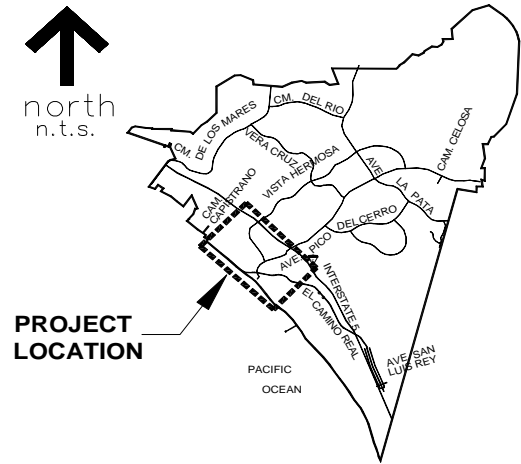 north
n.t.s.
CM. DE LOS MARES
CM. DEL RIO
VERA CRUZ
VISTA HERMOSA
CAM. CELOSA
AVE. LA PATA
CAM.
CAPISTRANO
AVE. PICO
DEL CERRO
INTERSTATE 5
EL CAMINO REAL
PROJECT
LOCATION
AVE. SAN
LUIS REY
PACIFIC
OCEAN